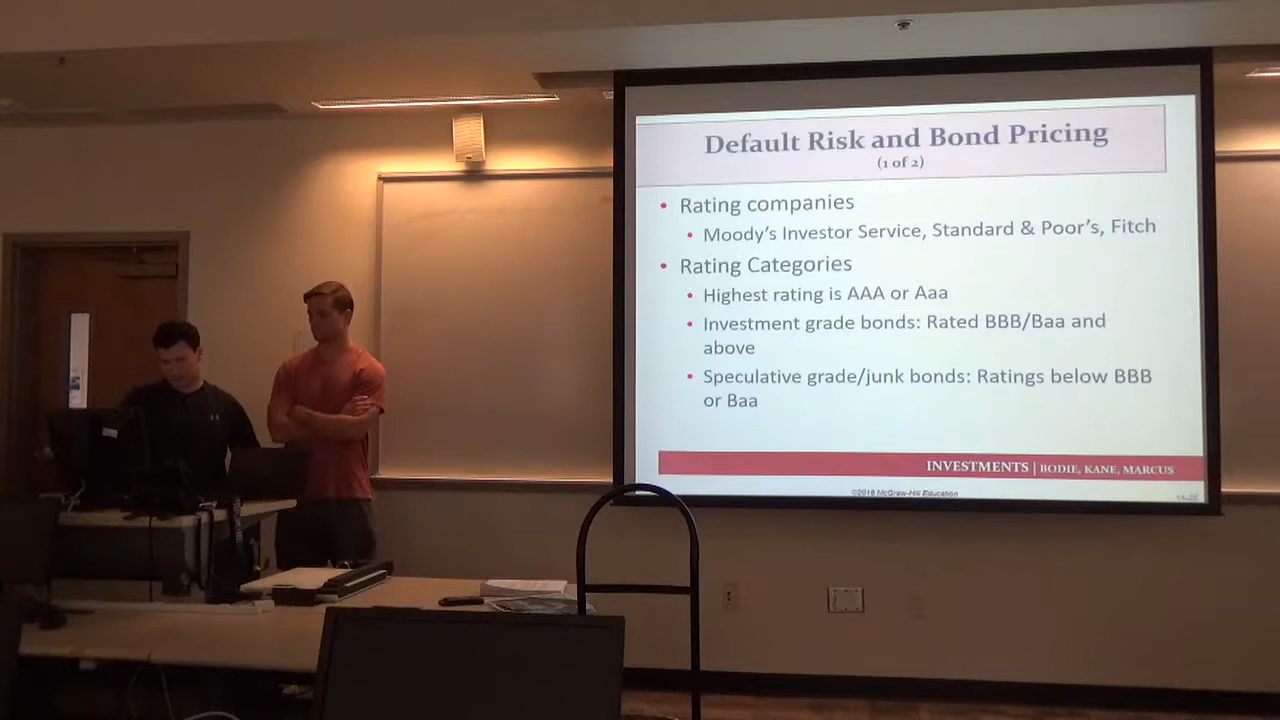 Default Risk and Bond Pricing
(1 of 2)
• Rating companies
• Moody's Investor Service, Standard & Poor's, Fitch
• Rating Categories
• Highest rating is AAA or Aaa
• Investment grade bonds: Rated BBB/Baa and
above
• Speculative grade/junk bonds: Ratings below BBB
or Baa
INVESTMENTS | BODIE, KANE, MARCUS
©2018 McGraw-Hill Education